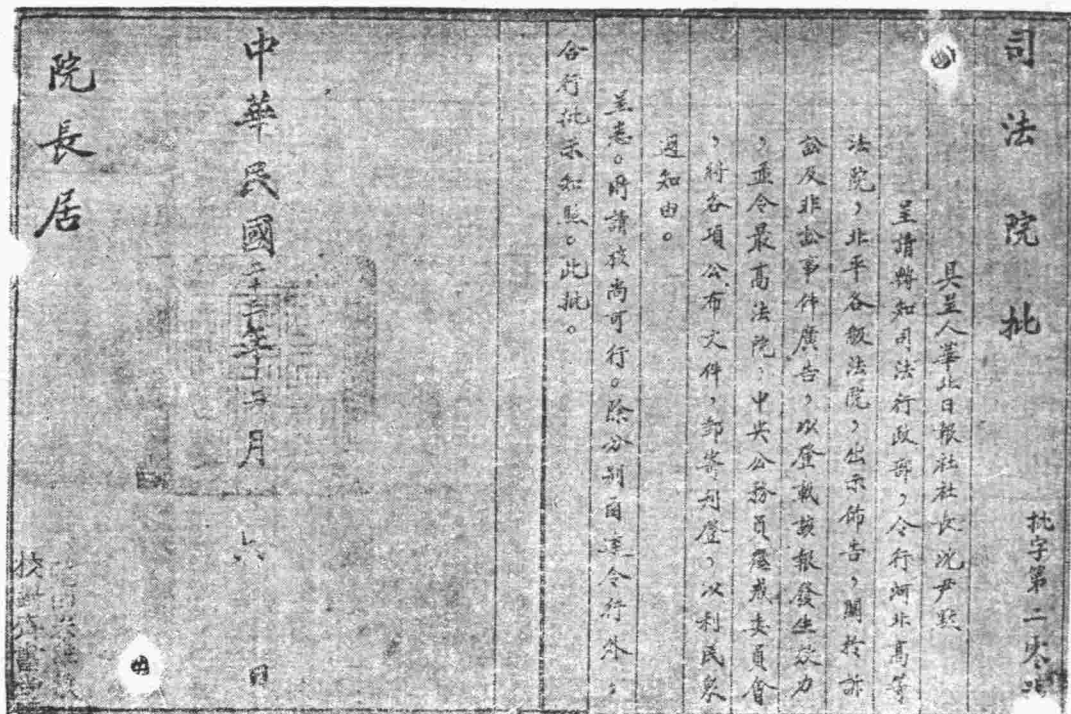 司法院批
批字第二零
具呈人華北日報社社長沈尹默
呈請轉知司法行政部，令行河北高等
法院，北平各級法院，出示佈告，關於訴
訟及非訟事件廣告，以登載該報發生效力
，並令最高法院，中央公務員懲戒委員會
，將各項公布文件，郵寄刊登，以利民衆
週知由。
呈悉。所請核尚可行。除分別函達令行外，
合行批示知照。此批。
中華民國二十二年十二月六日
院長居